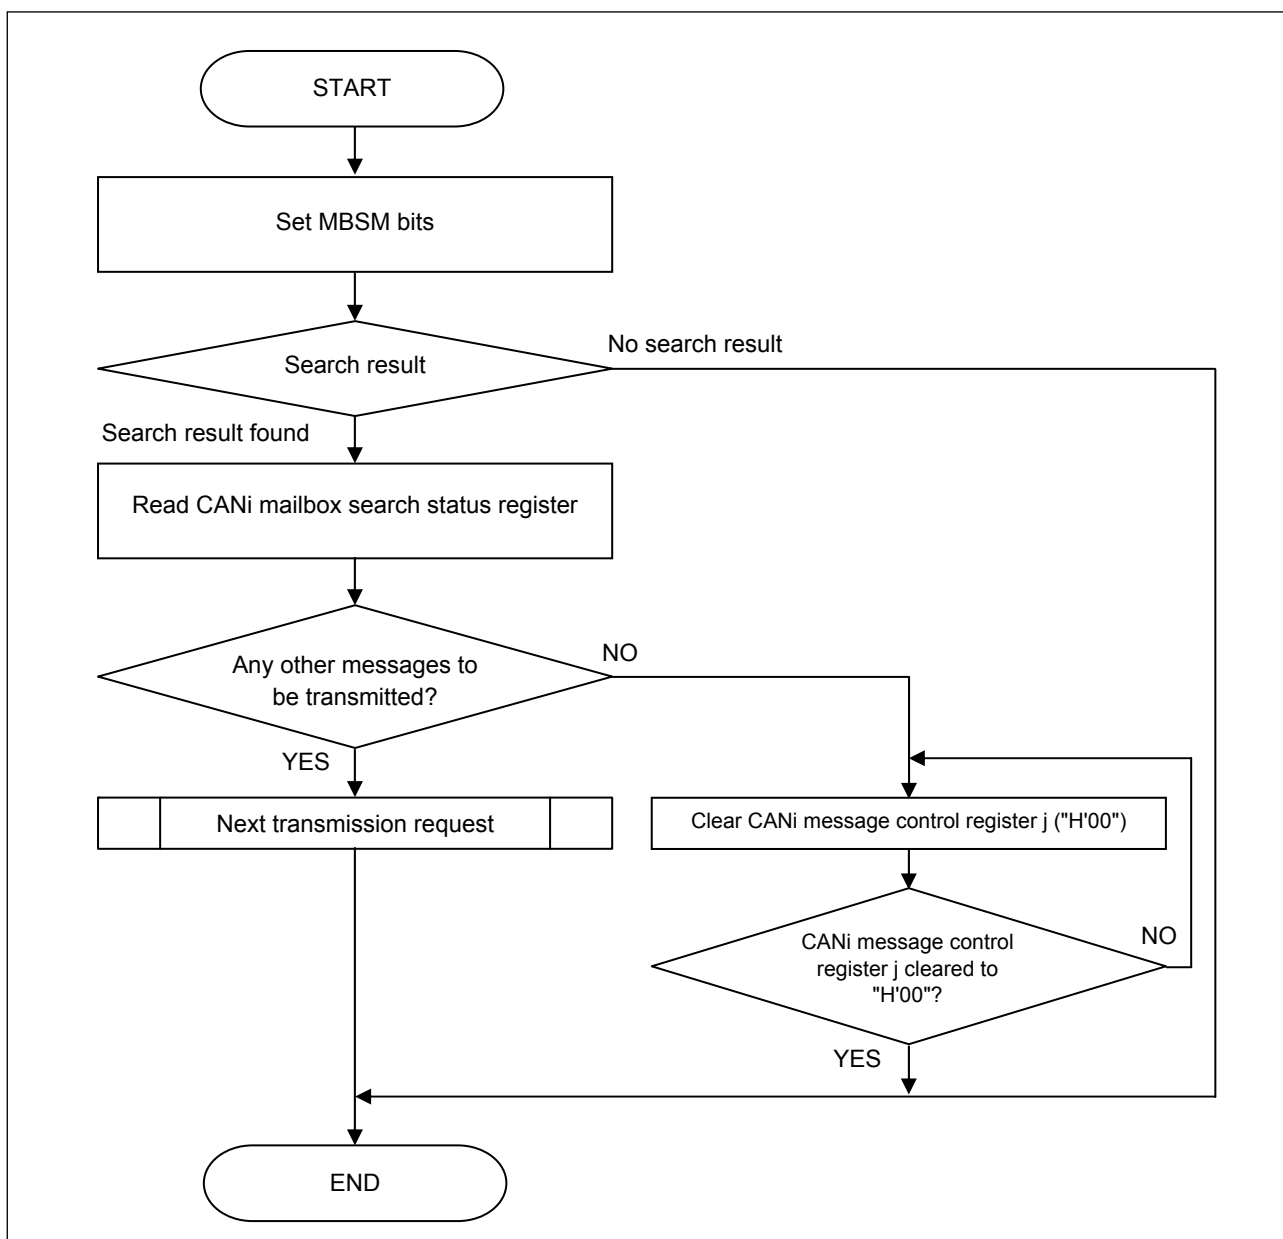 START
Set MBSM bits
Search result
No search result
Search result found
Read CANi mailbox search status register
Any other messages to
be transmitted?
NO
YES
Next transmission request
Clear CANi message control register j ("H'00")
CANi message control
register j cleared to
"H'00"?
NO
YES
END